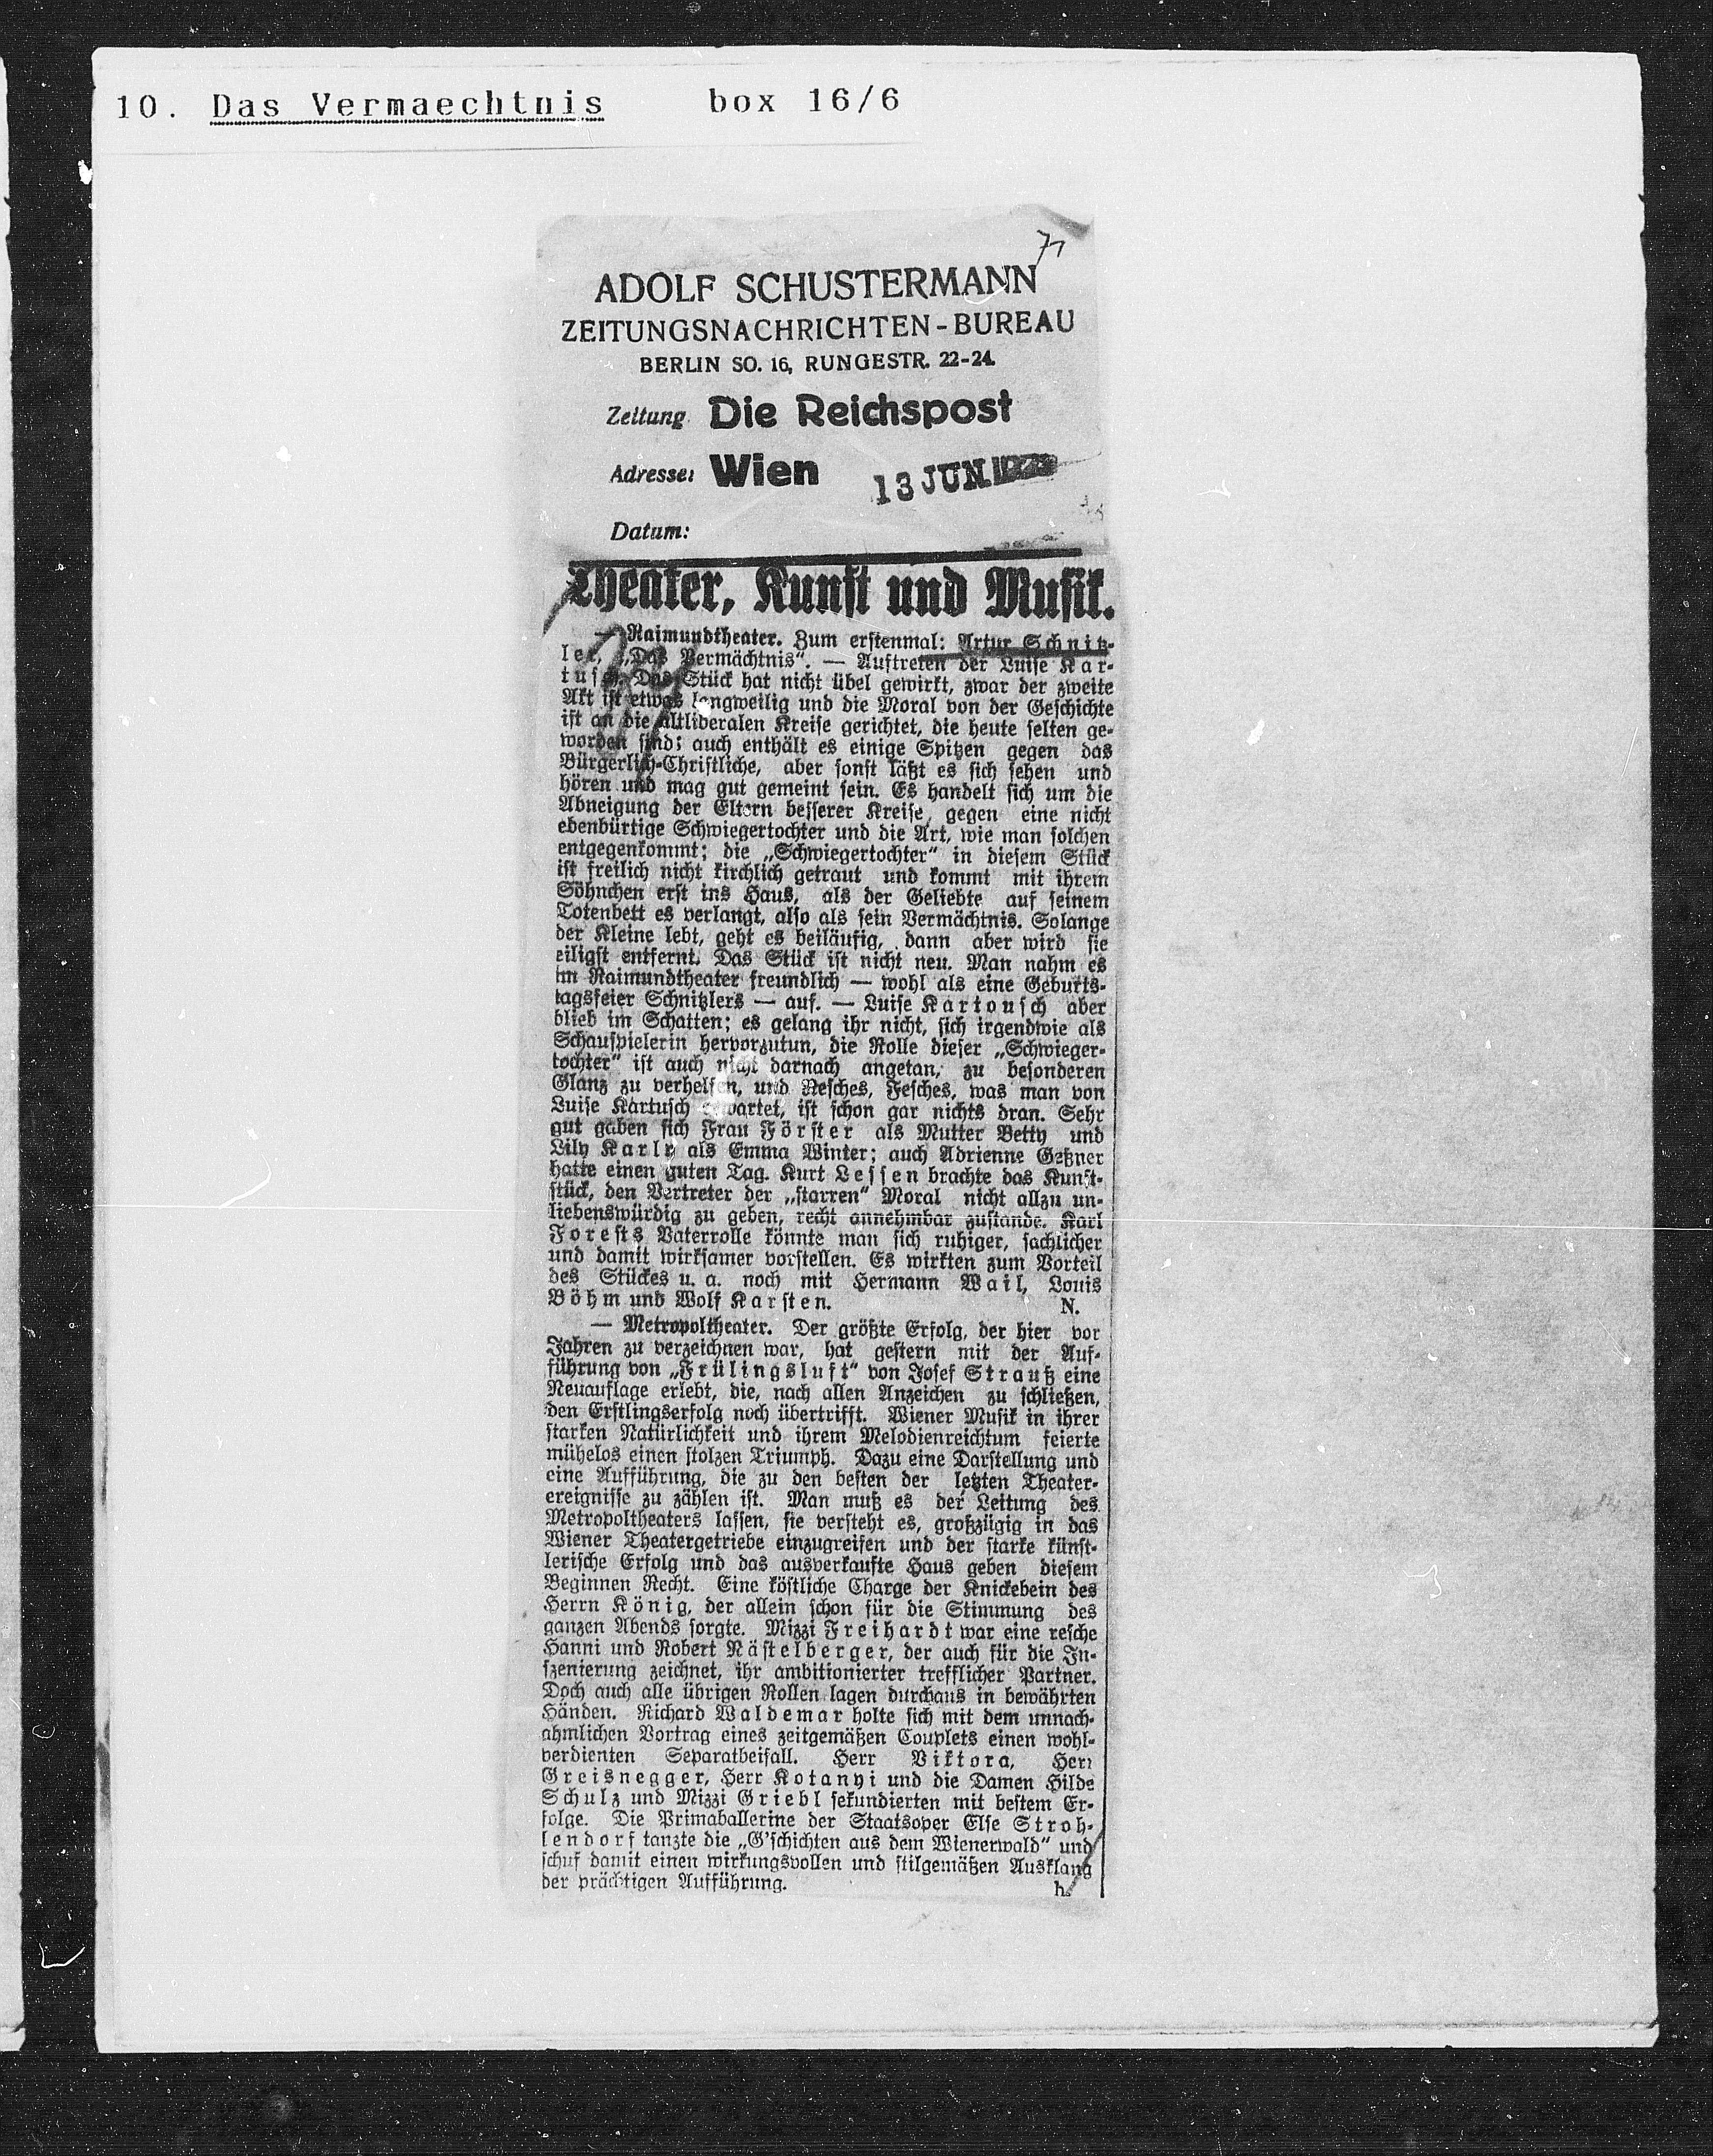 10. Das Vermaechtnis box 16/6
71
ADOLF SCHUSTERMANN
ZEITUNGSNACHRICHTEN-BUREAU
BERLIN SO. 16, RUNGESTR. 22-24.
Zeitung: Die Reichspost
Adresse: Wien 13 JUN.
Datum:
Theater, Kunst und Musik.
— Raimundtheater. Zum erstenmal: Artur Schnitz-
ler, „Das Vermächtnis“. — Auftreten der Luise Kar-
tusch. Das Stück hat nicht übel gewirkt, zwar der zweite
Akt ist etwas langweilig und die Moral von der Geschichte
ist an die altliberalen Kreise gerichtet, die heute selten ge-
worden sind; auch enthält es einige Spitzen gegen das
Bürgerlich-Christliche, aber sonst läßt es sich sehen und
hören und mag gut gemeint sein. Es handelt sich um die
Abneigung der Eltern besserer Kreise, gegen eine nicht
ebenbürtige Schwiegertochter und die Art, wie man solchen
entgegenkommt; die „Schwiegertochter“ in diesem Stück
ist freilich nicht kirchlich getraut und kommt mit ihrem
Söhnchen erst ins Haus, als der Geliebte auf seinem
Totenbett es verlangt, also als sein Vermächtnis. Solange
der Kleine lebt, geht es beiläufig, dann aber wird sie
eiligst entfernt. Das Stück ist nicht neu. Man nahm es
im Raimundtheater freundlich — wohl als eine Geburts-
tagsfeier Schnitzlers — auf. — Luise Kartousch aber
blieb im Schatten; es gelang ihr nicht, sich irgendwie als
Schauspielerin hervorzutun, die Rolle dieser „Schwieger-
tochter“ ist auch nicht darnach angetan, zu besonderen
Glanz zu verhelfen, und Resches, Fesches, was man von
Luise Kartusch erwartet, ist schon gar nichts dran. Sehr
gut gaben sich Frau Förster als Mutter Betty und
Lily Karly als Emma Winter; auch Adrienne Geßner
hatte einen guten Tag. Kurt Lessen brachte das Kunst-
stück, den Vertreter der „starren“ Moral nicht allzu un-
liebenswürdig zu geben, recht annehmbar zustande. Karl
Forests Vaterrolle könnte man sich ruhiger, sachlicher
und damit wirksamer vorstellen. Es wirkten zum Vorteil
des Stückes u. a. noch mit Hermann Wail, Louis
Böhm und Wolf Karsten. N.
— Metropoltheater. Der größte Erfolg, der hier vor
Jahren zu verzeichnen war, hat gestern mit der Auf-
führung von „Frülingsluft“ von Josef Strauß eine
Neuauflage erlebt, die, nach allen Anzeichen zu schließen,
den Erstlingserfolg noch übertrifft. Wiener Musik in ihrer
starken Natürlichkeit und ihrem Melodienreichtum feierte
mühelos einen stolzen Triumph. Dazu eine Darstellung und
eine Aufführung, die zu den besten der letzten Theater-
ereignisse zu zählen ist. Man muß es der Leitung des
Metropoltheaters lassen, sie versteht es, großzügig in das
Wiener Theatergetriebe einzugreifen und der starke künst-
lerische Erfolg und das ausverkaufte Haus geben diesem
Beginnen Recht. Eine köstliche Charge der Knickebein des
Herrn König, der allein schon für die Stimmung des
ganzen Abends sorgte. Mizzi Freihardt war eine resche
Hanni und Robert Nästelberger, der auch für die In-
szenierung zeichnet, ihr ambitionierter trefflicher Partner.
Doch auch alle übrigen Rollen lagen durchaus in bewährten
Händen. Richard Waldemar holte sich mit dem unnach-
ahmlichen Vortrag eines zeitgemäßen Couplets einen wohl-
verdienten Separatbeifall. Herr Viktora, Herr
Greisnegger, Herr Kotanyi und die Damen Hilde
Schulz und Mizzi Griebl sekundierten mit bestem Er-
folge. Die Primaballerine der Staatsoper Else Stroh-
lendorf tanzte die „G'schichten aus dem Wienerwald“ und
schuf damit einen wirkungsvollen und stilgemäßen Ausklang
der prächtigen Aufführung. h.